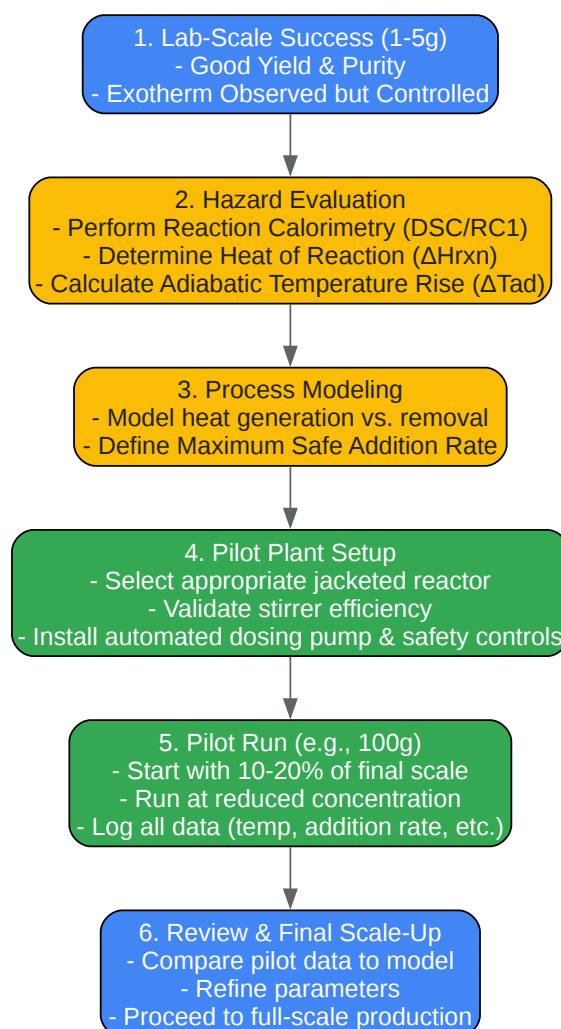 1. Lab-Scale Success (1-5g)
- Good Yield & Purity
- Exotherm Observed but Controlled
2. Hazard Evaluation
- Perform Reaction Calorimetry (DSC/RC1)
- Determine Heat of Reaction (ΔHrxn)
- Calculate Adiabatic Temperature Rise (ΔTad)
3. Process Modeling
- Model heat generation vs. removal
- Define Maximum Safe Addition Rate
4. Pilot Plant Setup
- Select appropriate jacketed reactor
- Validate stirrer efficiency
- Install automated dosing pump & safety controls
5. Pilot Run (e.g., 100g)
- Start with 10-20% of final scale
- Run at reduced concentration
- Log all data (temp, addition rate, etc.)
6. Review & Final Scale-Up
- Compare pilot data to model
- Refine parameters
- Proceed to full-scale production